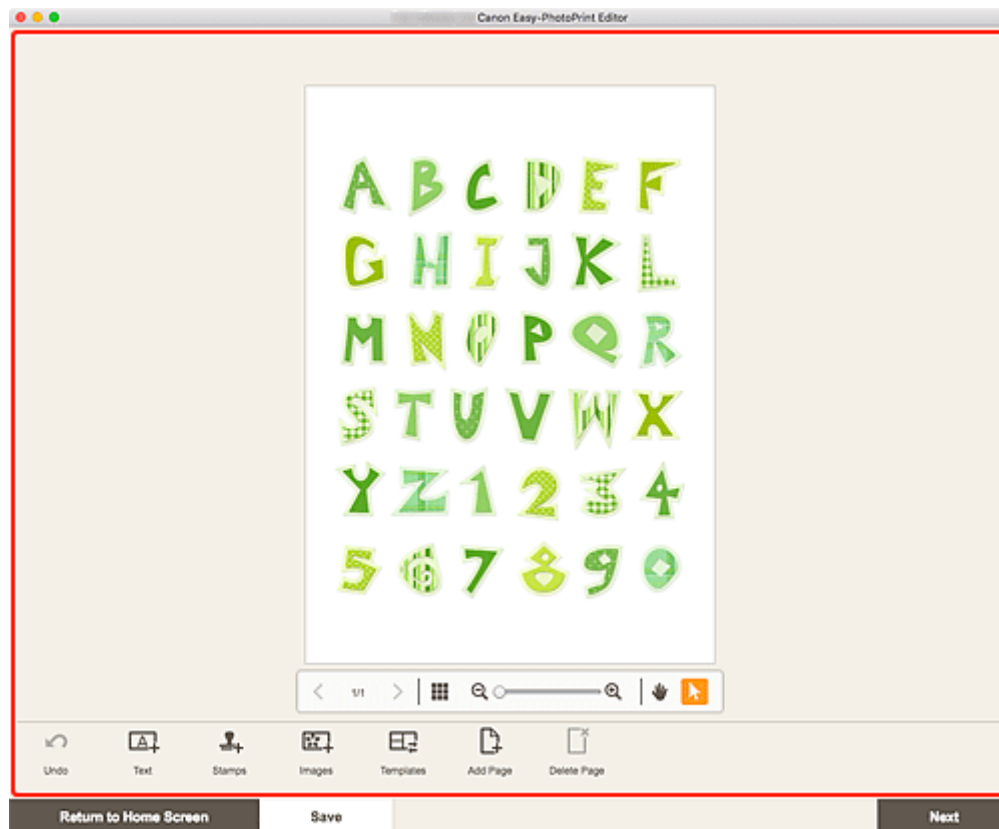 Canon Easy-PhotoPrint Editor
A B C D E F
G H I J K L
M N O P Q R
S T U V W X
Y Z 1 2 3 4
5 6 7 8 9 0
1/1
Undo Text Stamps Images Templates Add Page Delete Page
Return to Home Screen Save Next